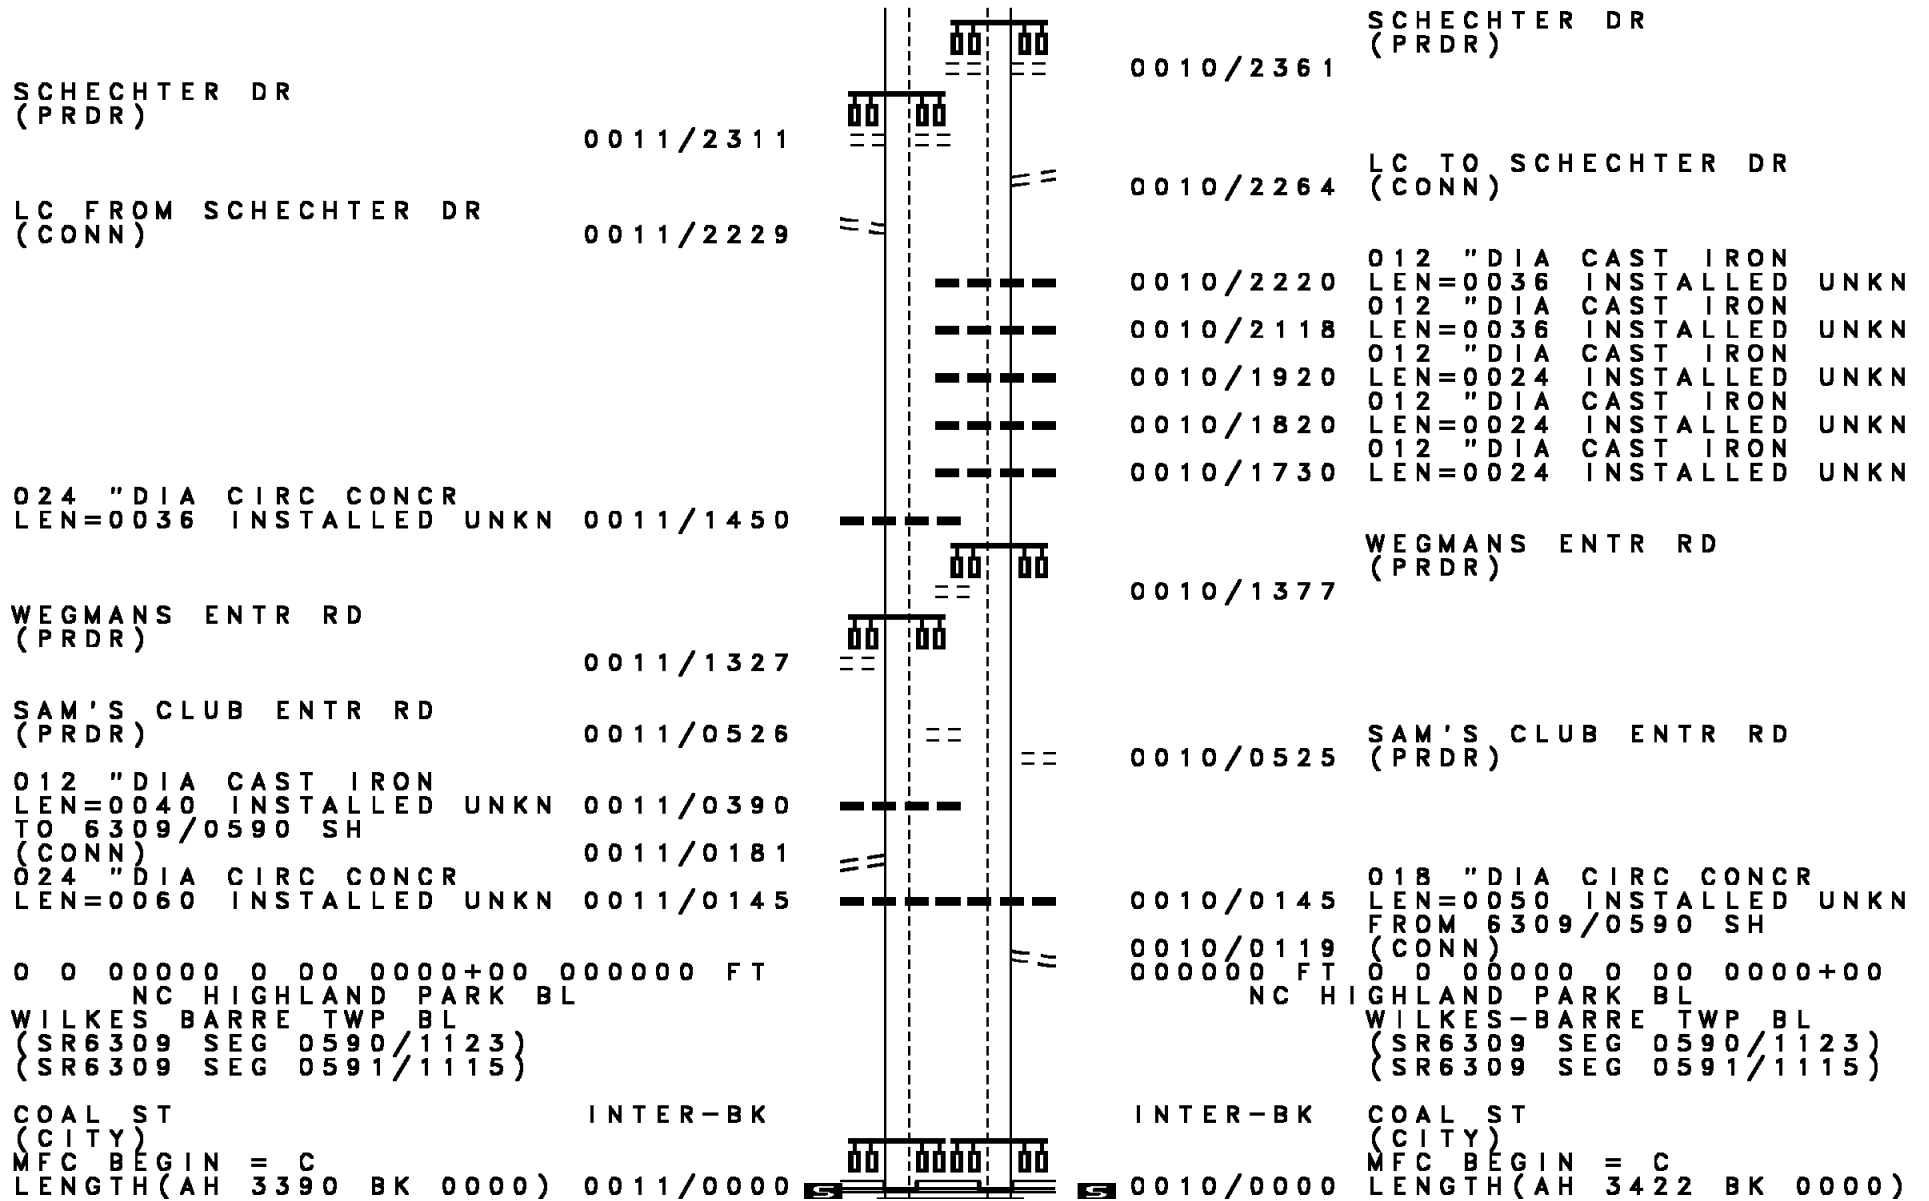 SCHECHTER DR
(PRDR)
0010/2361
SCHECHTER DR
(PRDR)
0011/2311
LC TO SCHECHTER DR
0010/2264 (CONN)
LC FROM SCHECHTER DR
(CONN) 0011/2229
012 "DIA CAST IRON
0010/2220 LEN=0036 INSTALLED UNKN
012 "DIA CAST IRON
0010/2118 LEN=0036 INSTALLED UNKN
012 "DIA CAST IRON
0010/1920 LEN=0024 INSTALLED UNKN
012 "DIA CAST IRON
0010/1820 LEN=0024 INSTALLED UNKN
012 "DIA CAST IRON
0010/1730 LEN=0024 INSTALLED UNKN
024 "DIA CIRC CONCR
LEN=0036 INSTALLED UNKN 0011/1450
WEGMANS ENTR RD
(PRDR)
0010/1377
WEGMANS ENTR RD
(PRDR)
0011/1327
SAM'S CLUB ENTR RD
(PRDR) 0011/0526
SAM'S CLUB ENTR RD
0010/0525 (PRDR)
012 "DIA CAST IRON
LEN=0040 INSTALLED UNKN 0011/0390
TO 6309/0590 SH
(CONN) 0011/0181
024 "DIA CIRC CONCR
LEN=0060 INSTALLED UNKN 0011/0145
018 "DIA CIRC CONCR
0010/0145 LEN=0050 INSTALLED UNKN
FROM 6309/0590 SH
0010/0119 (CONN)
0 0 00000 0 00 0000+00 000000 FT
NC HIGHLAND PARK BL
WILKES BARRE TWP BL
(SR6309 SEG 0590/1123)
(SR6309 SEG 0591/1115)
000000 FT 0 0 00000 0 00 0000+00
NC HIGHLAND PARK BL
WILKES-BARRE TWP BL
(SR6309 SEG 0590/1123)
(SR6309 SEG 0591/1115)
COAL ST INTER-BK
(CITY)
MFC BEGIN = C
LENGTH(AH 3390 BK 0000) 0011/0000 S
INTER-BK COAL ST
(CITY)
MFC BEGIN = C
S 0010/0000 LENGTH(AH 3422 BK 0000)